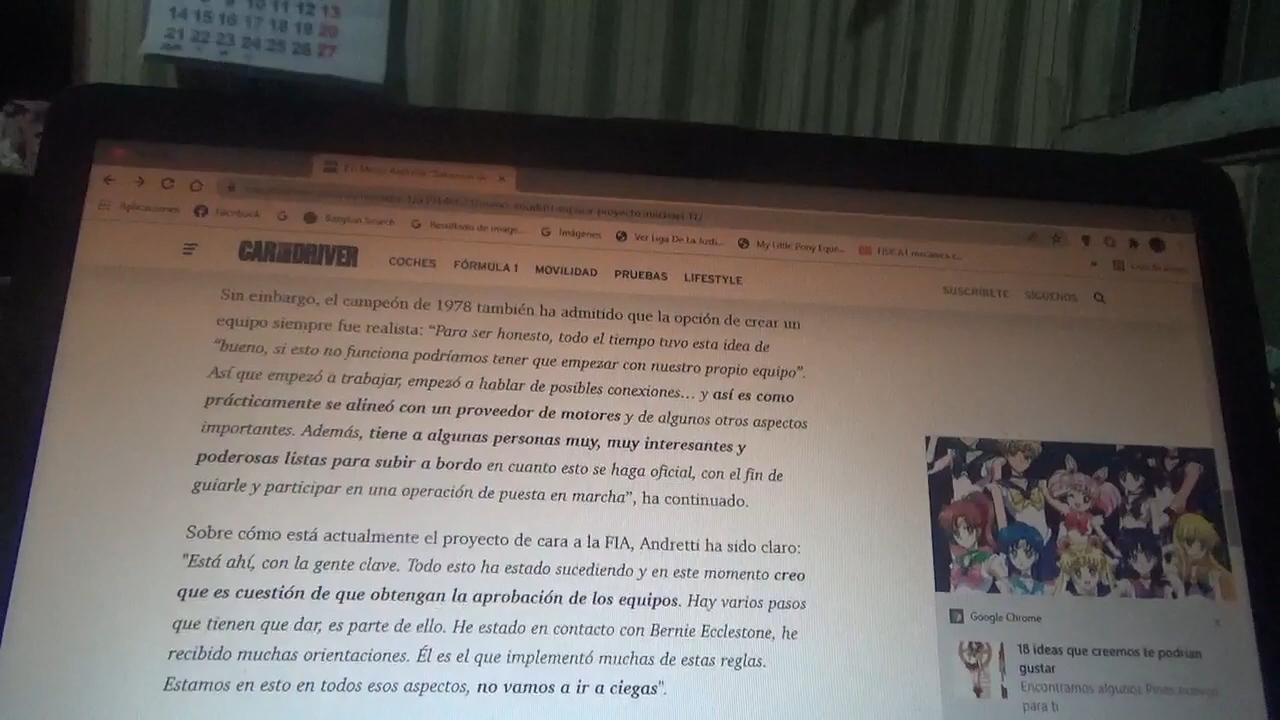 10 11 12 13
14 15 16 17 18 19 20
21 22 23 24 25 26 27
Aplicaciones Facebook Babylon Search Resultado de image... Imágenes Ver Liga De La Justi... My Little Pony Eque...
CAR AND DRIVER COCHES FÓRMULA 1 MOVILIDAD PRUEBAS LIFESTYLE SUSCRÍBETE SÍGUENOS
Sin embargo, el campeón de 1978 también ha admitido que la opción de crear un
equipo siempre fue realista: “Para ser honesto, todo el tiempo tuvo esta idea de
“bueno, si esto no funciona podríamos tener que empezar con nuestro propio equipo”.
Así que empezó a trabajar, empezó a hablar de posibles conexiones... y así es como
prácticamente se alineó con un proveedor de motores y de algunos otros aspectos
importantes. Además, tiene a algunas personas muy, muy interesantes y
poderosas listas para subir a bordo en cuanto esto se haga oficial, con el fin de
guiarle y participar en una operación de puesta en marcha”, ha continuado.
Sobre cómo está actualmente el proyecto de cara a la FIA, Andretti ha sido claro:
"Está ahí, con la gente clave. Todo esto ha estado sucediendo y en este momento creo
que es cuestión de que obtengan la aprobación de los equipos. Hay varios pasos
que tienen que dar, es parte de ello. He estado en contacto con Bernie Ecclestone, he
recibido muchas orientaciones. Él es el que implementó muchas de estas reglas.
Estamos en esto en todos esos aspectos, no vamos a ir a ciegas".
Google Chrome
18 ideas que creemos te podrían
gustar
Encontramos algunos Pines nuevos
para ti